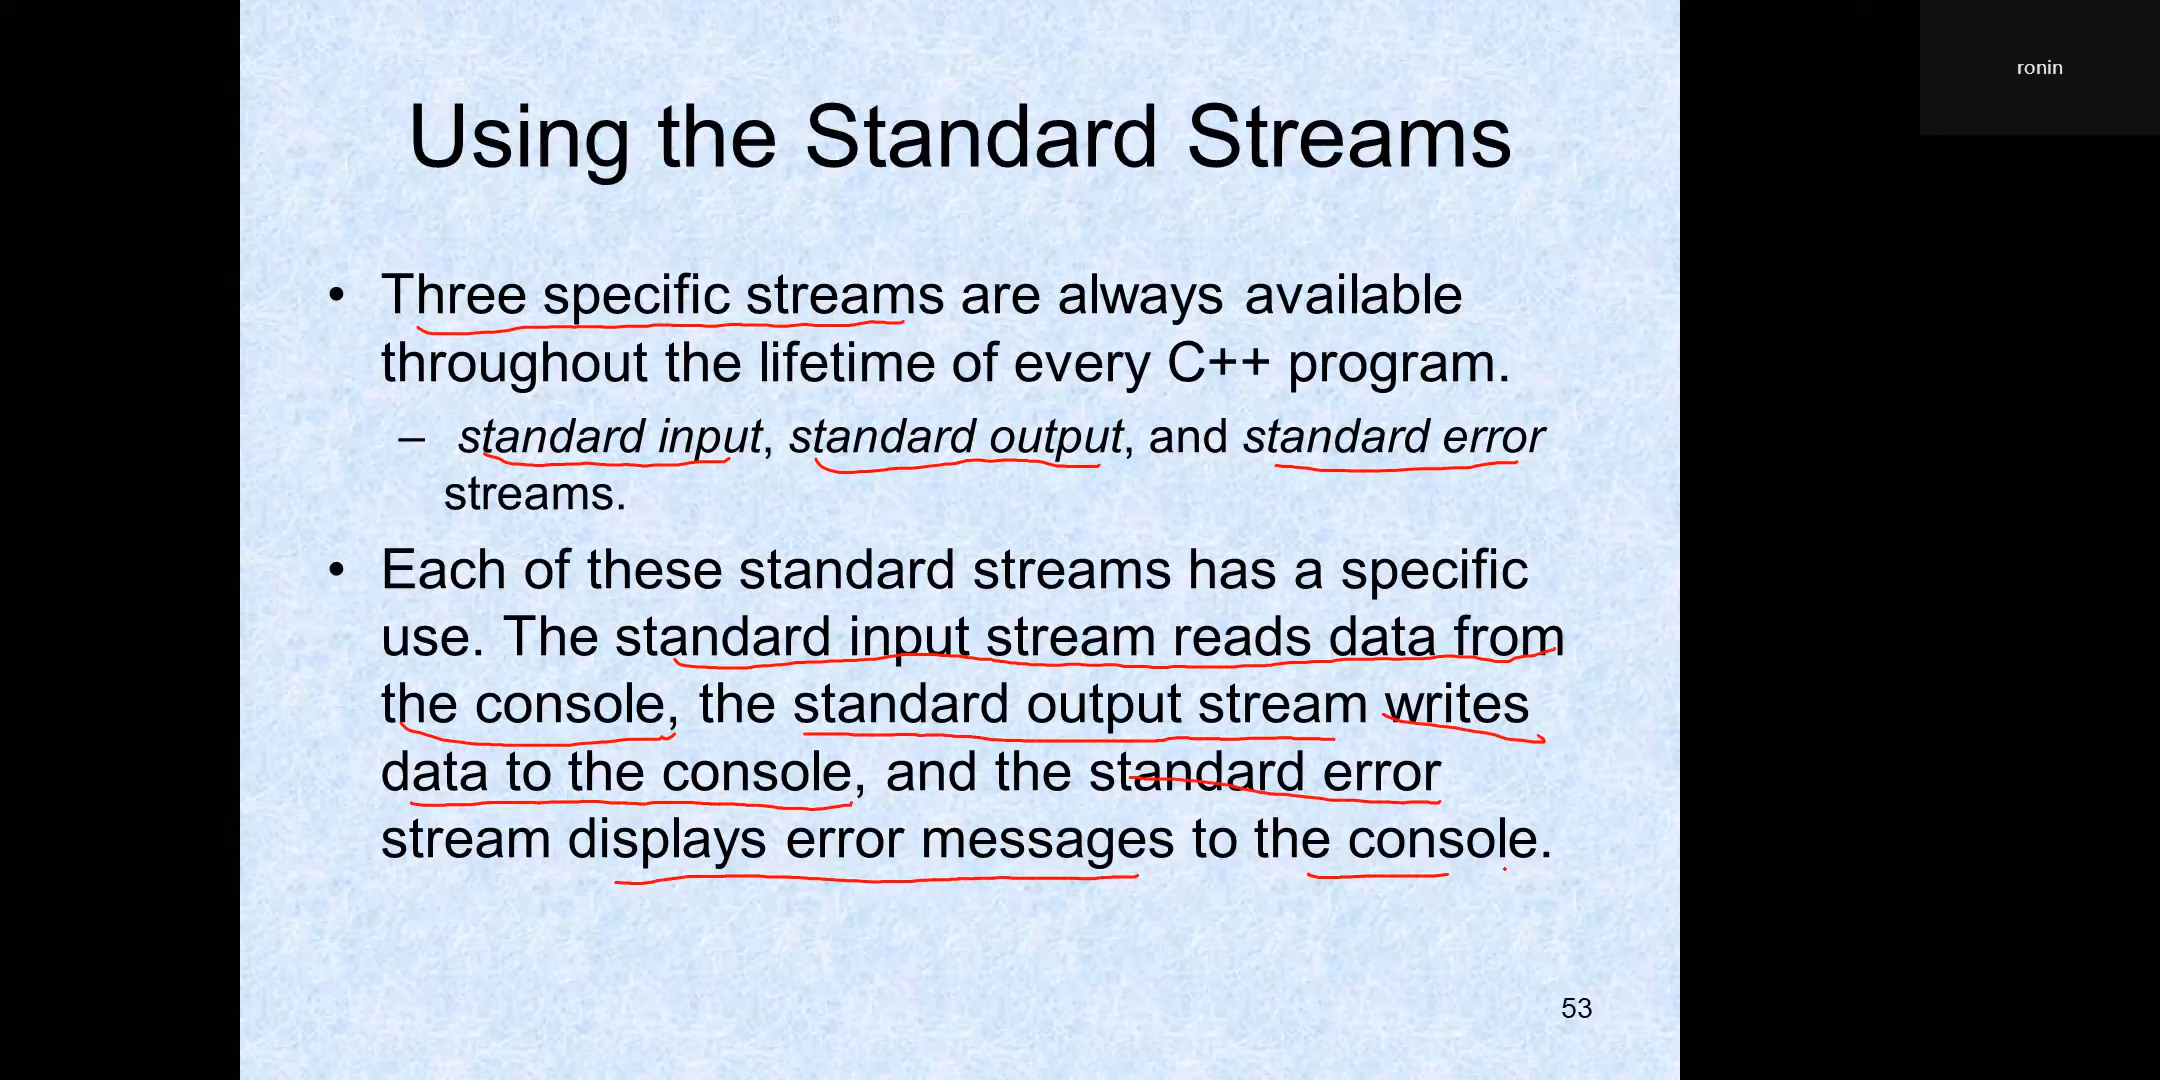 ronin
Using the Standard Streams
• Three specific streams are always available
throughout the lifetime of every C++ program.
– standard input, standard output, and standard error
streams.
• Each of these standard streams has a specific
use. The standard input stream reads data from
the console, the standard output stream writes
data to the console, and the standard error
stream displays error messages to the console.
53